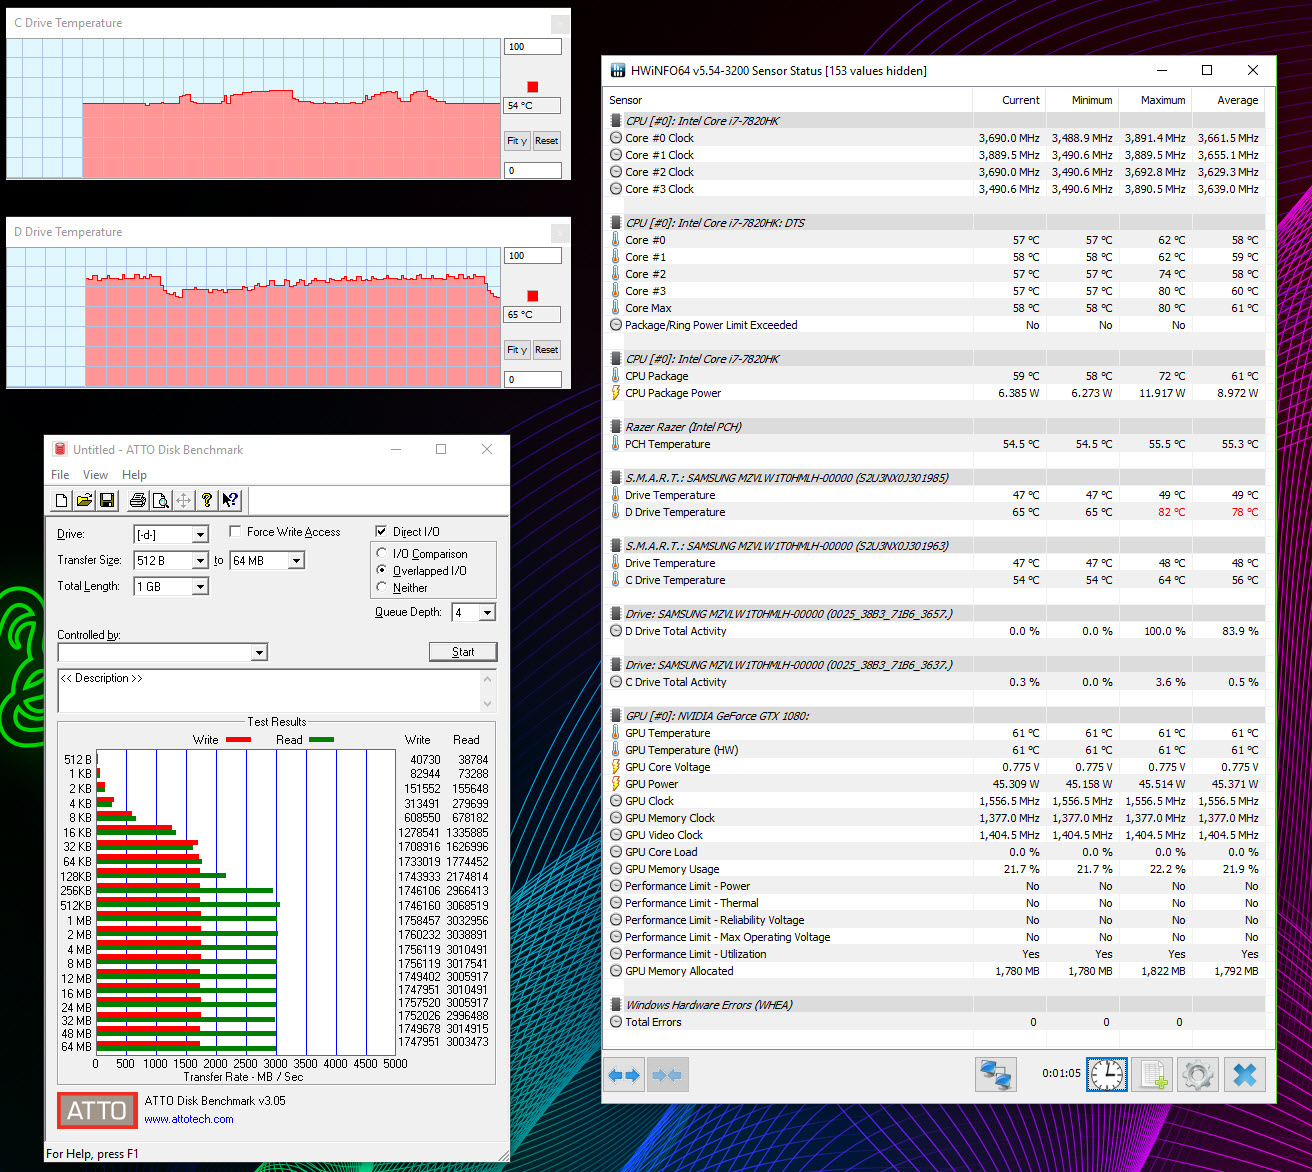 C Drive Temperature
100
54 °C
Fit y Reset
0
D Drive Temperature
100
65 °C
Fit y Reset
0
Untitled - ATTO Disk Benchmark
File View Help
Drive: [-d-] Force Write Access Direct I/O
Transfer Size: 512 B to 64 MB I/O Comparison
Overlapped I/O
Total Length: 1 GB Neither
Queue Depth: 4
Controlled by:
Start
<< Description >>
Test Results
Write Read Write Read
512 B 40730 38784
1 KB 82944 73288
2 KB 151552 155648
4 KB 313491 279699
8 KB 608550 678182
16 KB 1278541 1335885
32 KB 1708916 1626996
64 KB 1733019 1774452
128KB 1743933 2174814
256KB 1746106 2966413
512KB 1746160 3068519
1 MB 1758457 3032956
2 MB 1760232 3038891
4 MB 1756119 3010491
8 MB 1756119 3017541
12 MB 1749402 3005917
16 MB 1747951 3010491
24 MB 1757520 3005917
32 MB 1752026 2996488
48 MB 1749678 3014915
64 MB 1747951 3003473
0 500 1000 1500 2000 2500 3000 3500 4000 4500 5000
Transfer Rate - MB / Sec
ATTO
ATTO Disk Benchmark v3.05
www.attotech.com
For Help, press F1
HWiNFO64 v5.54-3200 Sensor Status [153 values hidden]
Sensor Current Minimum Maximum Average
CPU [#0]: Intel Core i7-7820HK
Core #0 Clock 3,690.0 MHz 3,488.9 MHz 3,891.4 MHz 3,661.5 MHz
Core #1 Clock 3,889.5 MHz 3,490.6 MHz 3,889.5 MHz 3,655.1 MHz
Core #2 Clock 3,690.0 MHz 3,490.6 MHz 3,692.8 MHz 3,629.3 MHz
Core #3 Clock 3,490.6 MHz 3,490.6 MHz 3,890.5 MHz 3,639.0 MHz
CPU [#0]: Intel Core i7-7820HK: DTS
Core #0 57 °C 57 °C 62 °C 58 °C
Core #1 58 °C 58 °C 62 °C 59 °C
Core #2 57 °C 57 °C 74 °C 58 °C
Core #3 57 °C 57 °C 80 °C 60 °C
Core Max 58 °C 58 °C 80 °C 61 °C
Package/Ring Power Limit Exceeded No No No
CPU [#0]: Intel Core i7-7820HK
CPU Package 59 °C 58 °C 72 °C 61 °C
CPU Package Power 6.385 W 6.273 W 11.917 W 8.972 W
Razer Razer (Intel PCH)
PCH Temperature 54.5 °C 54.5 °C 55.5 °C 55.3 °C
S.M.A.R.T.: SAMSUNG MZVLW1T0HMLH-00000 (S2U3NX0J301985)
Drive Temperature 47 °C 47 °C 49 °C 49 °C
D Drive Temperature 65 °C 65 °C 82 °C 78 °C
S.M.A.R.T.: SAMSUNG MZVLW1T0HMLH-00000 (S2U3NX0J301963)
Drive Temperature 47 °C 47 °C 48 °C 48 °C
C Drive Temperature 54 °C 54 °C 64 °C 56 °C
Drive: SAMSUNG MZVLW1T0HMLH-00000 (0025_38B3_71B6_3657.)
D Drive Total Activity 0.0 % 0.0 % 100.0 % 83.9 %
Drive: SAMSUNG MZVLW1T0HMLH-00000 (0025_38B3_71B6_3637.)
C Drive Total Activity 0.3 % 0.0 % 3.6 % 0.5 %
GPU [#0]: NVIDIA GeForce GTX 1080:
GPU Temperature 61 °C 61 °C 61 °C 61 °C
GPU Temperature (HW) 61 °C 61 °C 61 °C 61 °C
GPU Core Voltage 0.775 V 0.775 V 0.775 V 0.775 V
GPU Power 45.309 W 45.158 W 45.514 W 45.371 W
GPU Clock 1,556.5 MHz 1,556.5 MHz 1,556.5 MHz 1,556.5 MHz
GPU Memory Clock 1,377.0 MHz 1,377.0 MHz 1,377.0 MHz 1,377.0 MHz
GPU Video Clock 1,404.5 MHz 1,404.5 MHz 1,404.5 MHz 1,404.5 MHz
GPU Core Load 0.0 % 0.0 % 0.0 % 0.0 %
GPU Memory Usage 21.7 % 21.7 % 22.2 % 21.9 %
Performance Limit - Power No No No No
Performance Limit - Thermal No No No No
Performance Limit - Reliability Voltage No No No No
Performance Limit - Max Operating Voltage No No No No
Performance Limit - Utilization Yes Yes Yes Yes
GPU Memory Allocated 1,780 MB 1,780 MB 1,822 MB 1,792 MB
Windows Hardware Errors (WHEA)
Total Errors 0 0 0
0:01:05